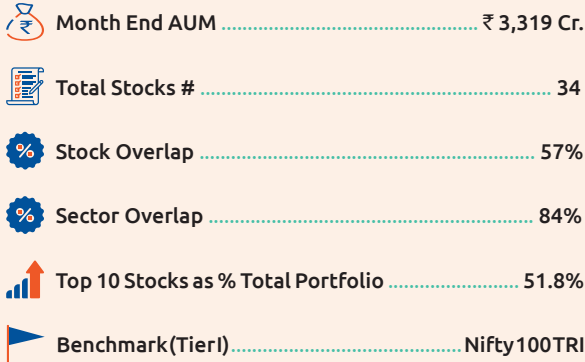 Month End AUM ........................................................ ₹ 3,319 Cr.
Total Stocks # ............................................................................. 34
Stock Overlap ......................................................................... 57%
Sector Overlap ....................................................................... 84%
Top 10 Stocks as % Total Portfolio ............................. 51.8%
Benchmark(TierI)...................................................Nifty100TRI